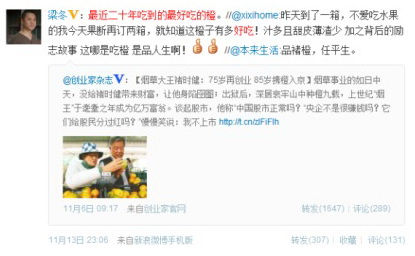 梁冬V：最近二十年吃到的最好吃的橙。//@xixihome:昨天到了一箱，不爱吃水果
的我今天果断再订两箱，就知道这橙子有多好吃！汁多且甜皮薄渣少 加之背后的励
志故事 这哪是吃橙 是品人生啊！//@本来生活:品褚橙，任平生。
@创业家杂志V：【烟草大王褚时健：75岁再创业 85岁携橙入京】烟草事业的如日中
天，没给褚时健带来财富，让他身陷囹圄；出狱后，深居哀牢山中种橙九载，上世纪“烟
王”于耄耋之年成为亿万富翁。谈起股市，他称“中国股市正常吗？”央企不是很赚钱吗？它
们给股民分过红吗？”慢慢笑说：我不上市 http://t.cn/zlFiFlh
11月6日 09:17 来自创业家官网 转发(1647) | 评论(289)
11月13日 23:06 来自新浪微博手机版 转发(307) | 收藏 | 评论(131)